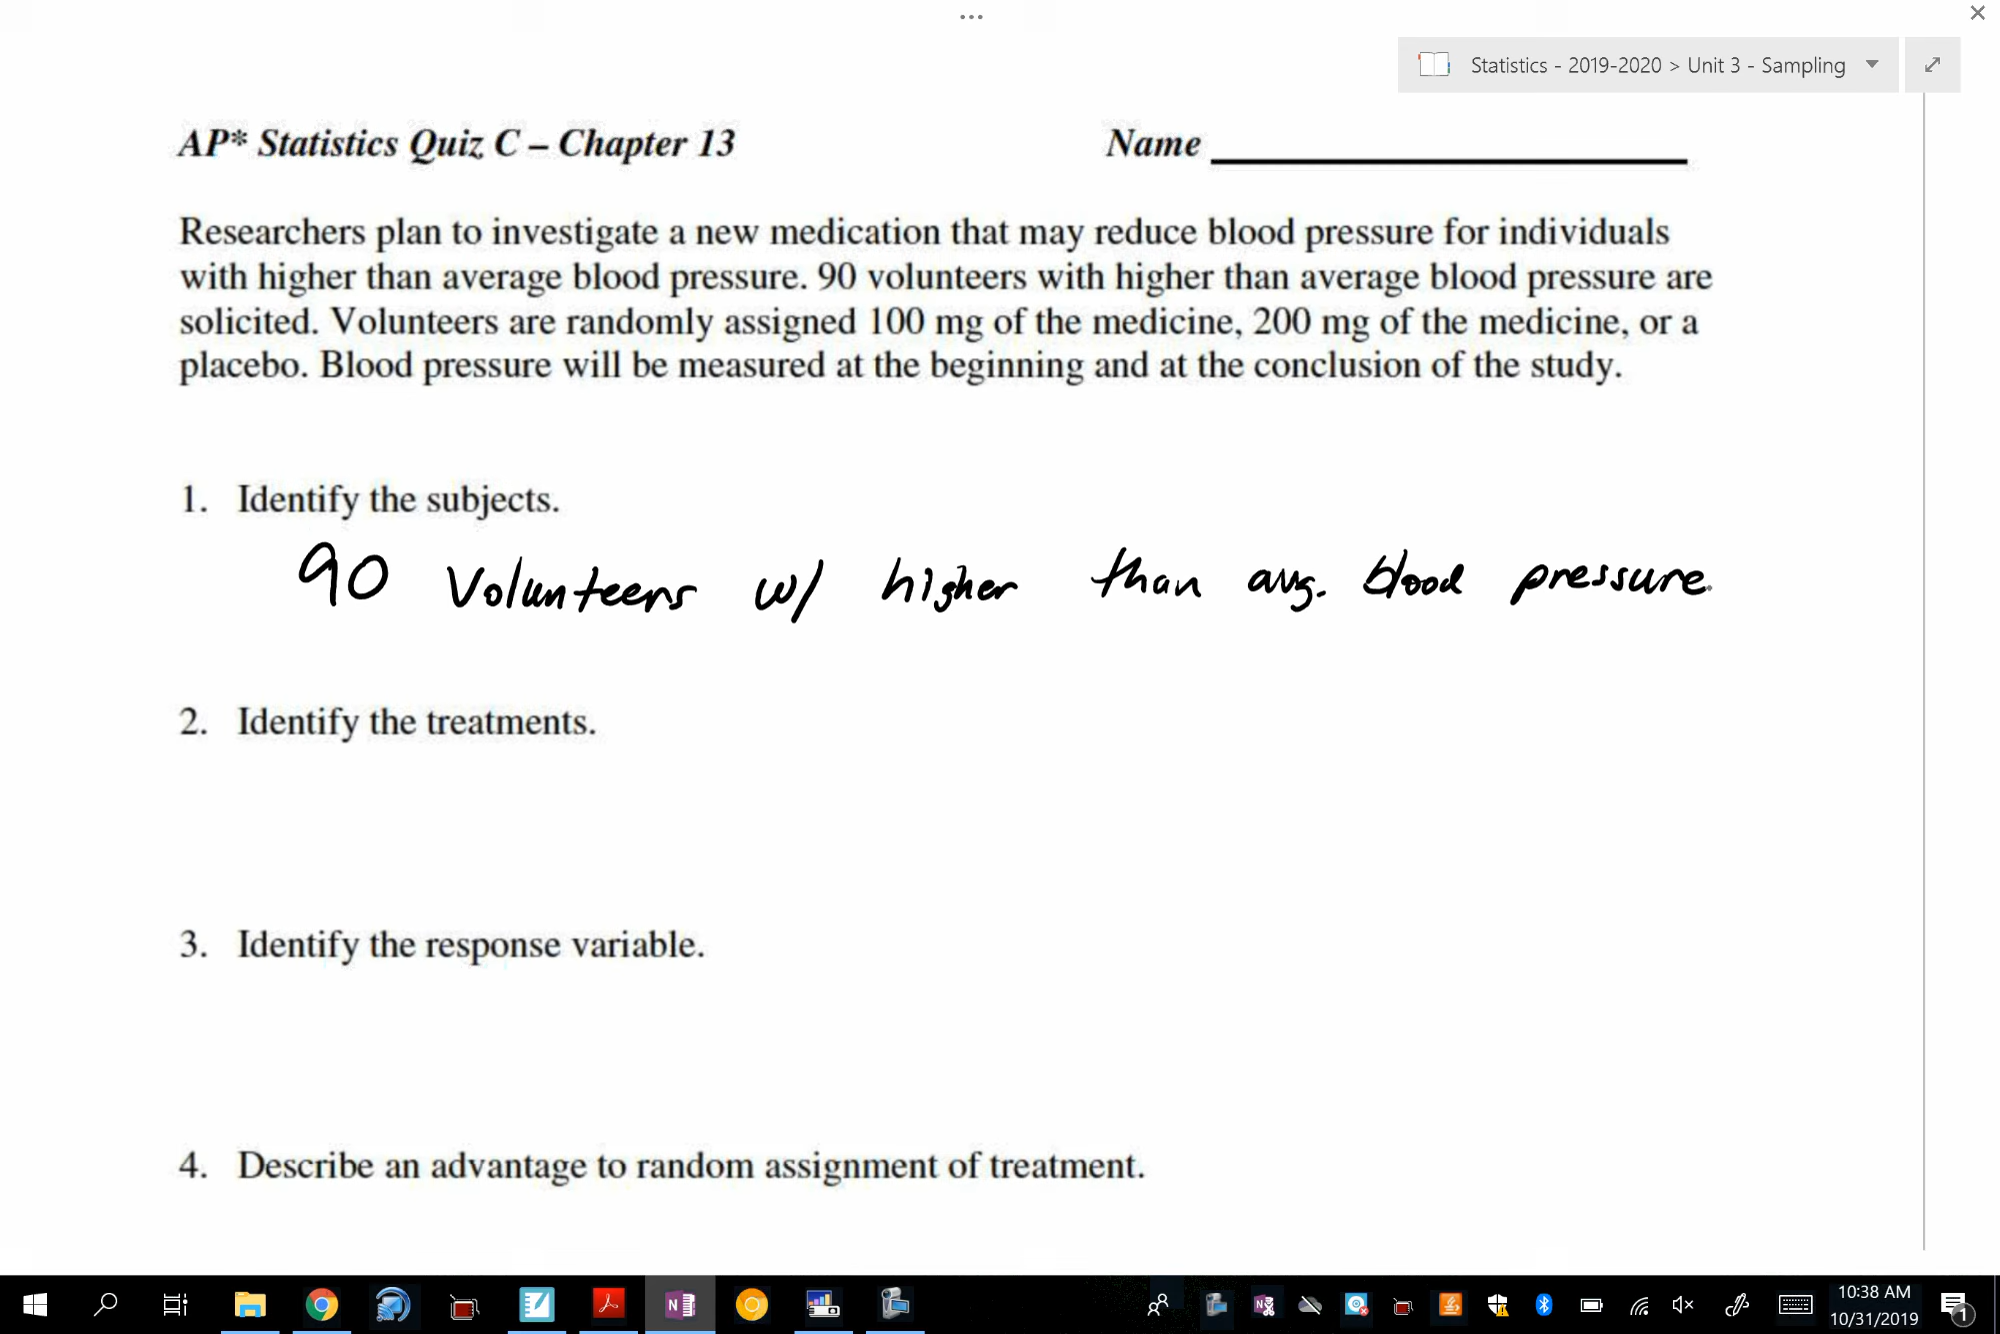 Statistics - 2019-2020 > Unit 3 - Sampling
AP* Statistics Quiz C – Chapter 13
Name
Researchers plan to investigate a new medication that may reduce blood pressure for individuals
with higher than average blood pressure. 90 volunteers with higher than average blood pressure are
solicited. Volunteers are randomly assigned 100 mg of the medicine, 200 mg of the medicine, or a
placebo. Blood pressure will be measured at the beginning and at the conclusion of the study.
1. Identify the subjects.
90 Volunteers w/ higher than avg. blood pressure.
2. Identify the treatments.
3. Identify the response variable.
4. Describe an advantage to random assignment of treatment.
10:38 AM
10/31/2019
1